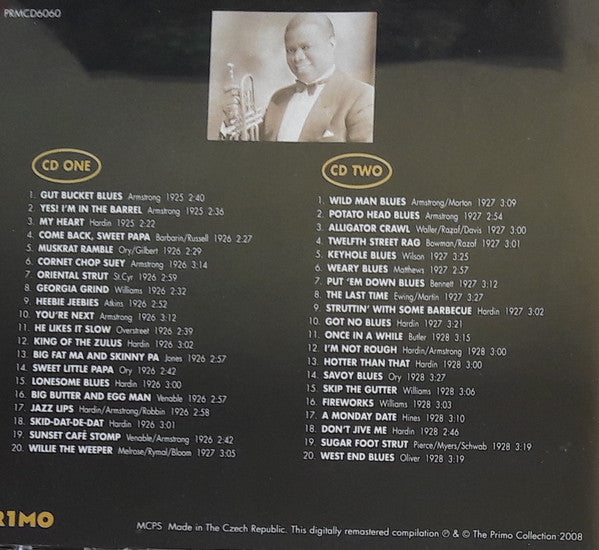 PRMCD6060
CD ONE
1. GUT BUCKET BLUES Armstrong 1925 2:40
2. YES! I'M IN THE BARREL Armstrong 1925 2:36
3. MY HEART Hardin 1925 2:22
4. COME BACK, SWEET PAPA Barbarin/Russell 1926 2:27
5. MUSKRAT RAMBLE Ory/Gilbert 1926 2:29
6. CORNET CHOP SUEY Armstrong 1926 3:14
7. ORIENTAL STRUT St.Cyr 1926 2:59
8. GEORGIA GRIND Williams 1926 2:32
9. HEEBIE JEEBIES Atkins 1926 2:52
10. YOU'RE NEXT Armstrong 1926 3:12
11. HE LIKES IT SLOW Overstreet 1926 2:39
12. KING OF THE ZULUS Hardin 1926 3:02
13. BIG FAT MA AND SKINNY PA Jones 1926 2:57
14. SWEET LITTLE PAPA Ory 1926 2:42
15. LONESOME BLUES Hardin 1926 3:00
16. BIG BUTTER AND EGG MAN Venable 1926 2:57
17. JAZZ LIPS Hardin/Armstrong/Robbin 1926 2:58
18. SKID-DAT-DE-DAT Hardin 1926 3:01
19. SUNSET CAFÉ STOMP Venable/Armstrong 1926 2:42
20. WILLIE THE WEEPER Melrose/Rymal/Bloom 1927 3:05
CD TWO
1. WILD MAN BLUES Armstrong/Morton 1927 3:09
2. POTATO HEAD BLUES Armstrong 1927 2:54
3. ALLIGATOR CRAWL Waller/Razaf/Davis 1927 3:00
4. TWELFTH STREET RAG Bowman/Razaf 1927 3:01
5. KEYHOLE BLUES Wilson 1927 3:25
6. WEARY BLUES Matthews 1927 2:57
7. PUT 'EM DOWN BLUES Bennett 1927 3:12
8. THE LAST TIME Ewing/Martin 1927 3:27
9. STRUTTIN' WITH SOME BARBECUE Hardin 1927 3:02
10. GOT NO BLUES Hardin 1927 3:21
11. ONCE IN A WHILE Butler 1928 3:15
12. I'M NOT ROUGH Hardin/Armstrong 1928 3:00
13. HOTTER THAN THAT Hardin 1928 3:00
14. SAVOY BLUES Ory 1928 3:27
15. SKIP THE GUTTER Williams 1928 3:06
16. FIREWORKS Williams 1928 3:03
17. A MONDAY DATE Hines 1928 3:10
18. DON'T JIVE ME Hardin 1928 2:46
19. SUGAR FOOT STRUT Pierce/Myers/Schwab 1928 3:19
20. WEST END BLUES Oliver 1928 3:19
R1MO
MCPS Made in The Czech Republic. This digitally remastered compilation ℗ & © The Primo Collection 2008